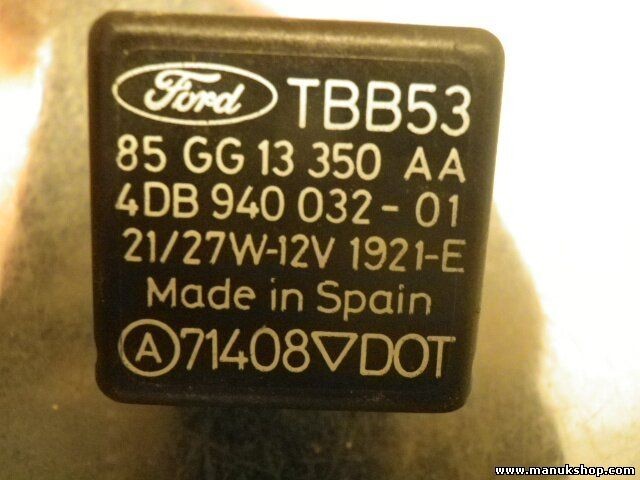 Ford TBB53
85 GG 13 350 AA
4DB 940 032-01
21/27W-12V 1921-E
Made in Spain
A 71408▽DOT
www.manukshop.com